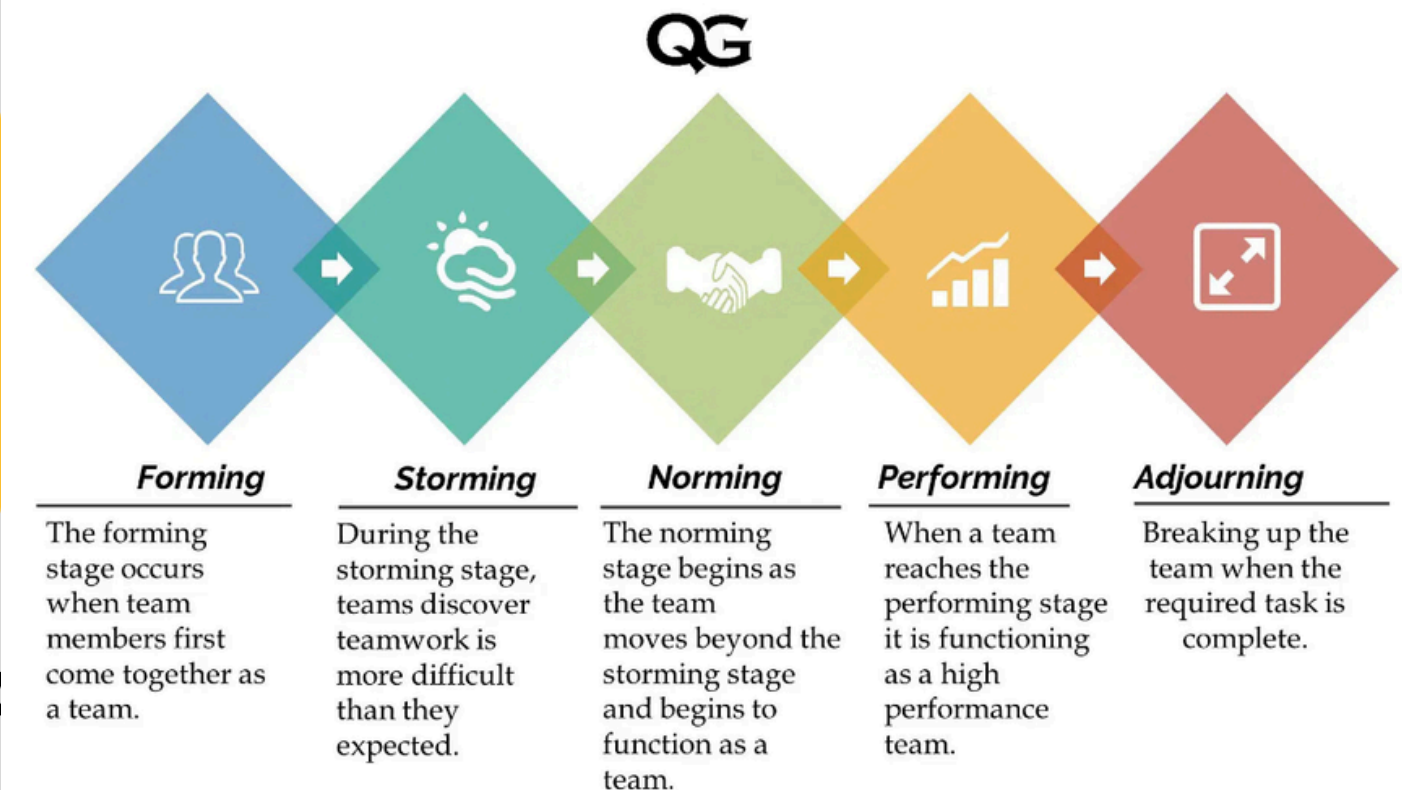 QG
Forming
The forming
stage occurs
when team
members first
come together as
a team.
Storming
During the
storming stage,
teams discover
teamwork is
more difficult
than they
expected.
Norming
The norming
stage begins as
the team
moves beyond the
storming stage
and begins to
function as a
team.
Performing
When a team
reaches the
performing stage
it is functioning
as a high
performance
team.
Adjourning
Breaking up the
team when the
required task is
complete.